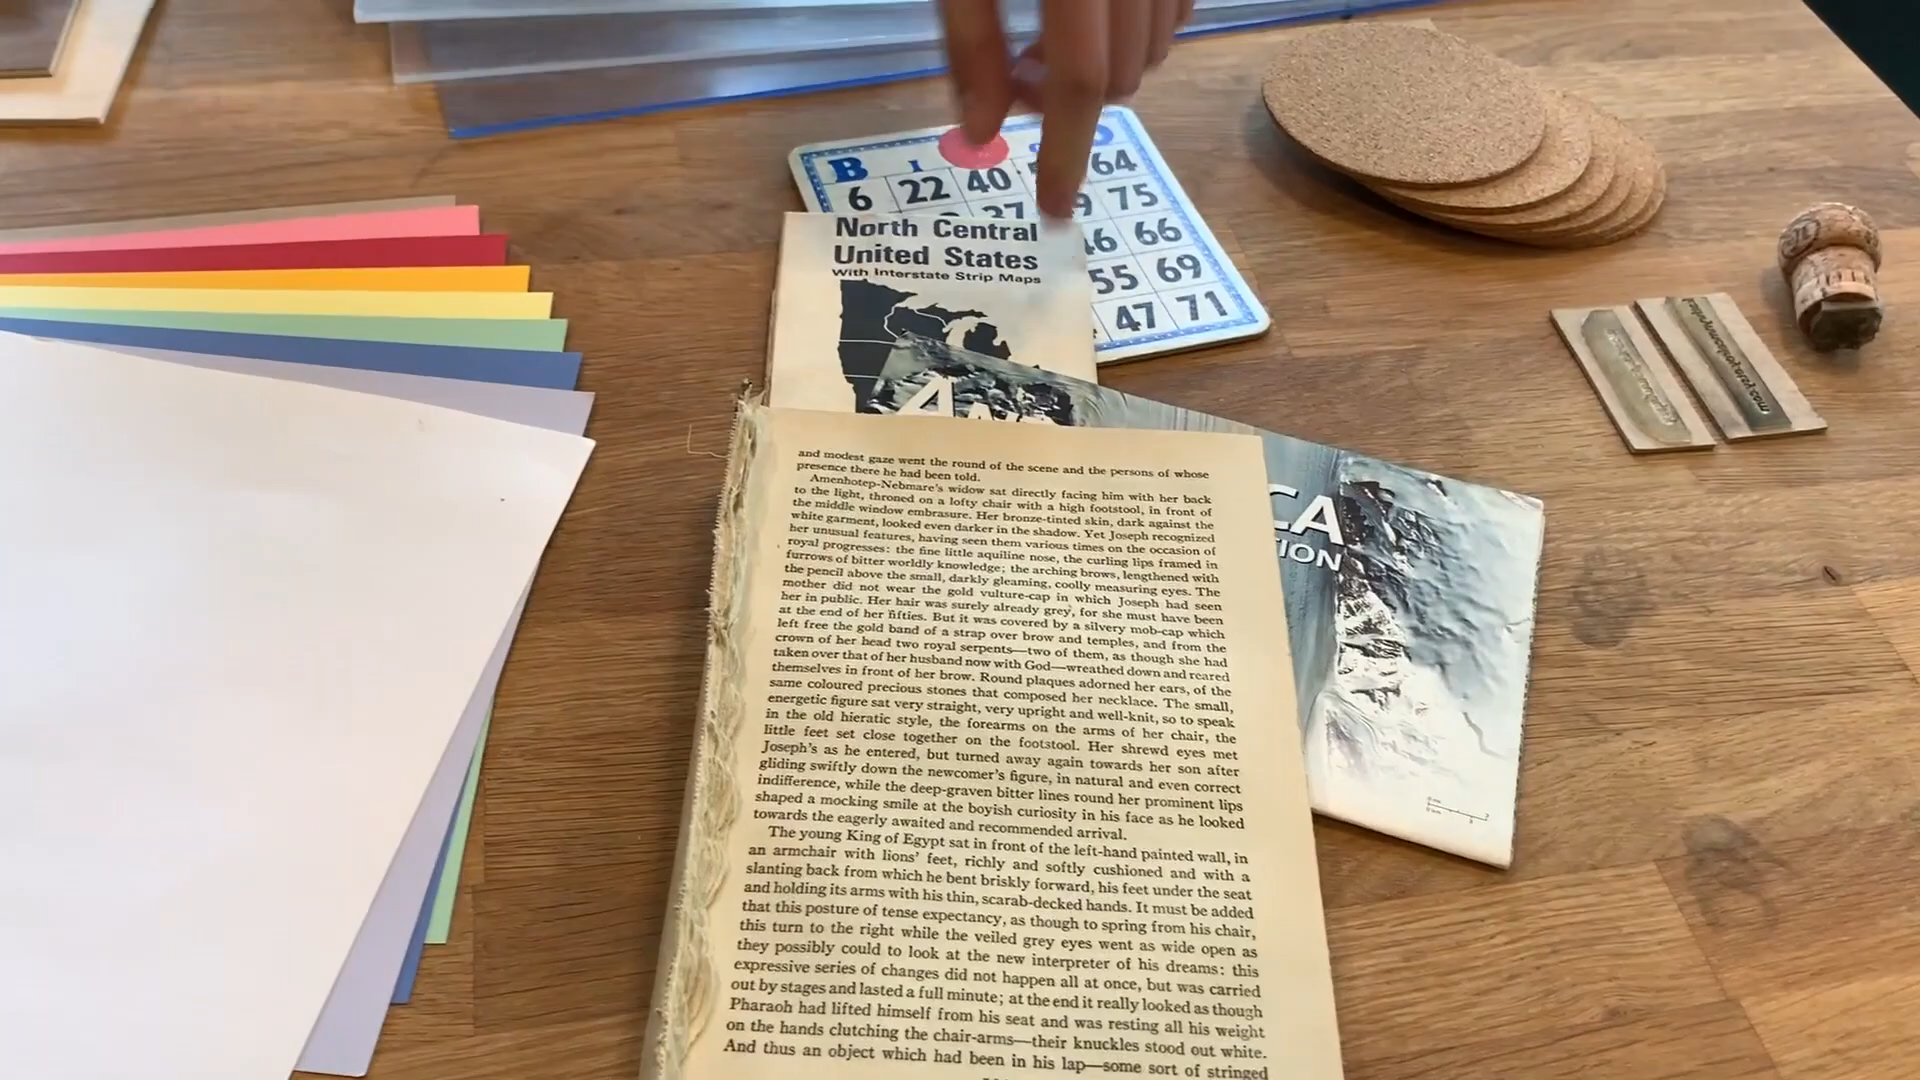 B I O
6 22 40 64
37 9 75
46 66
55 69
47 71
North Central
United States
With Interstate Strip Maps
CA
ION
and modest gaze went the round of the scene and the persons of whose
presence there he had been told.
Amenhotep-Nebmare's widow sat directly facing him with her back
to the light, throned on a lofty chair with a high footstool, in front of
the middle window embrasure. Her bronze-tinted skin, dark against the
white garment, looked even darker in the shadow. Yet Joseph recognized
her unusual features, having seen them various times on the occasion of
royal progresses: the fine little aquiline nose, the curling lips framed in
furrows of bitter worldly knowledge; the arching brows, lengthened with
the pencil above the small, darkly gleaming, coolly measuring eyes. The
mother did not wear the gold vulture-cap in which Joseph had seen
her in public. Her hair was surely already grey, for she must have been
at the end of her fifties. But it was covered by a silvery mob-cap which
left free the gold band of a strap over brow and temples, and from the
crown of her head two royal serpents—two of them, as though she had
taken over that of her husband now with God—wreathed down and reared
themselves in front of her brow. Round plaques adorned her ears, of the
same coloured precious stones that composed her necklace. The small,
energetic figure sat very straight, very upright and well-knit, so to speak
in the old hieratic style, the forearms on the arms of her chair, the
little feet set close together on the footstool. Her shrewd eyes met
Joseph's as he entered, but turned away again towards her son after
gliding swiftly down the newcomer's figure, in natural and even correct
indifference, while the deep-graven bitter lines round her prominent lips
shaped a mocking smile at the boyish curiosity in his face as he looked
towards the eagerly awaited and recommended arrival.
The young King of Egypt sat in front of the left-hand painted wall, in
an armchair with lions' feet, richly and softly cushioned and with a
slanting back from which he bent briskly forward, his feet under the seat
and holding its arms with his thin, scarab-decked hands. It must be added
that this posture of tense expectancy, as though to spring from his chair,
this turn to the right while the veiled grey eyes went as wide open as
they possibly could to look at the new interpreter of his dreams: this
expressive series of changes did not happen all at once, but was carried
out by stages and lasted a full minute; at the end it really looked as though
Pharaoh had lifted himself from his seat and was resting all his weight
on the hands clutching the chair-arms—their knuckles stood out white.
And thus an object which had been in his lap—some sort of stringed